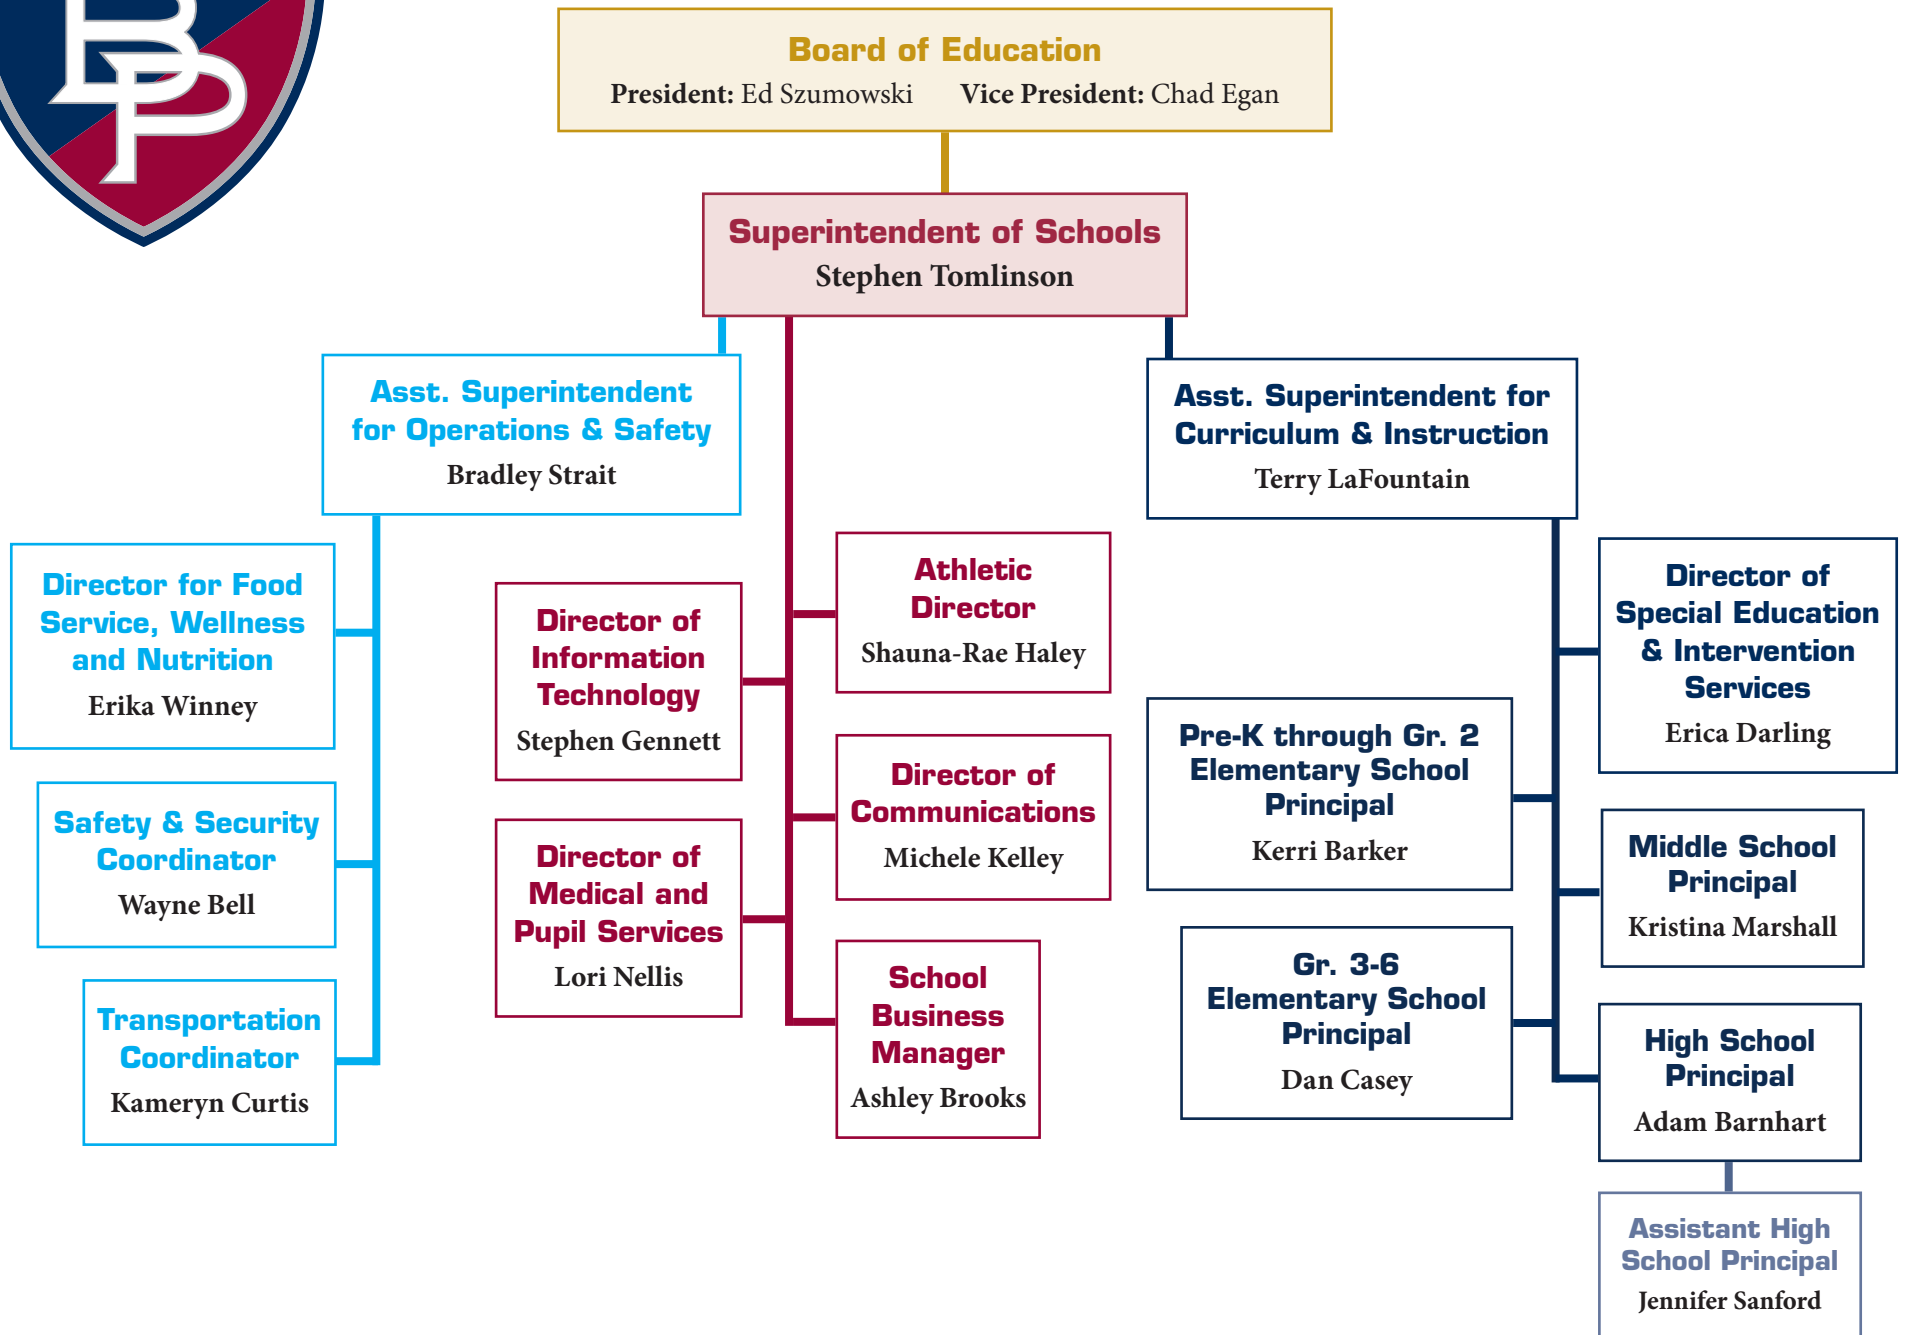 BP
Board of Education
President: Ed Szumowski Vice President: Chad Egan
Superintendent of Schools
Stephen Tomlinson
Asst. Superintendent
for Operations & Safety
Bradley Strait
Director for Food
Service, Wellness
and Nutrition
Erika Winney
Safety & Security
Coordinator
Wayne Bell
Transportation
Coordinator
Kameryn Curtis
Director of
Information
Technology
Stephen Gennett
Director of
Medical and
Pupil Services
Lori Nellis
Athletic
Director
Shauna-Rae Haley
Director of
Communications
Michele Kelley
School
Business
Manager
Ashley Brooks
Asst. Superintendent for
Curriculum & Instruction
Terry LaFountain
Pre-K through Gr. 2
Elementary School
Principal
Kerri Barker
Gr. 3-6
Elementary School
Principal
Dan Casey
Director of
Special Education
& Intervention
Services
Erica Darling
Middle School
Principal
Kristina Marshall
High School
Principal
Adam Barnhart
Assistant High
School Principal
Jennifer Sanford